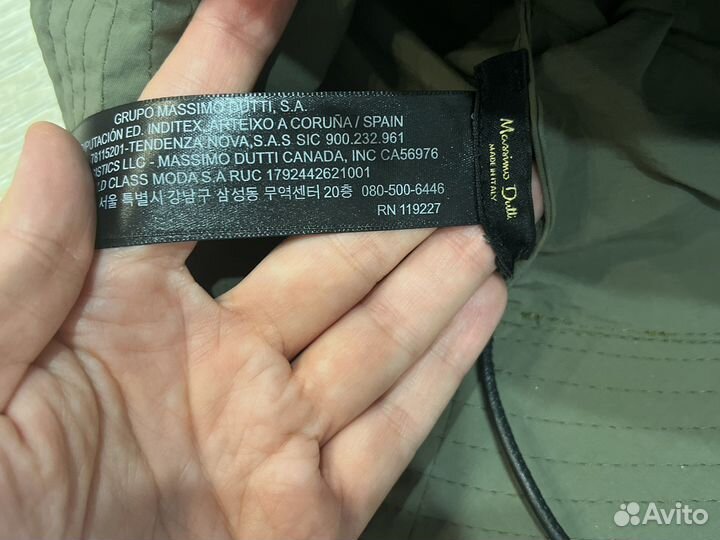 GRUPO MASSIMO DUTTI, S.A.
PUTACIÓN ED. INDITEX, ARTEIXO A CORUÑA / SPAIN
78115201-TENDENZA NOVA,S.A.S SIC 900.232.961
ISTICS LLC - MASSIMO DUTTI CANADA, INC CA56976
LD CLASS MODA S.A RUC 1792442621001
서울 특별시 강남구 삼성동 무역센터 20층 080-500-6446
RN 119227
Massimo Dutti
MADE IN ITALY
Avito